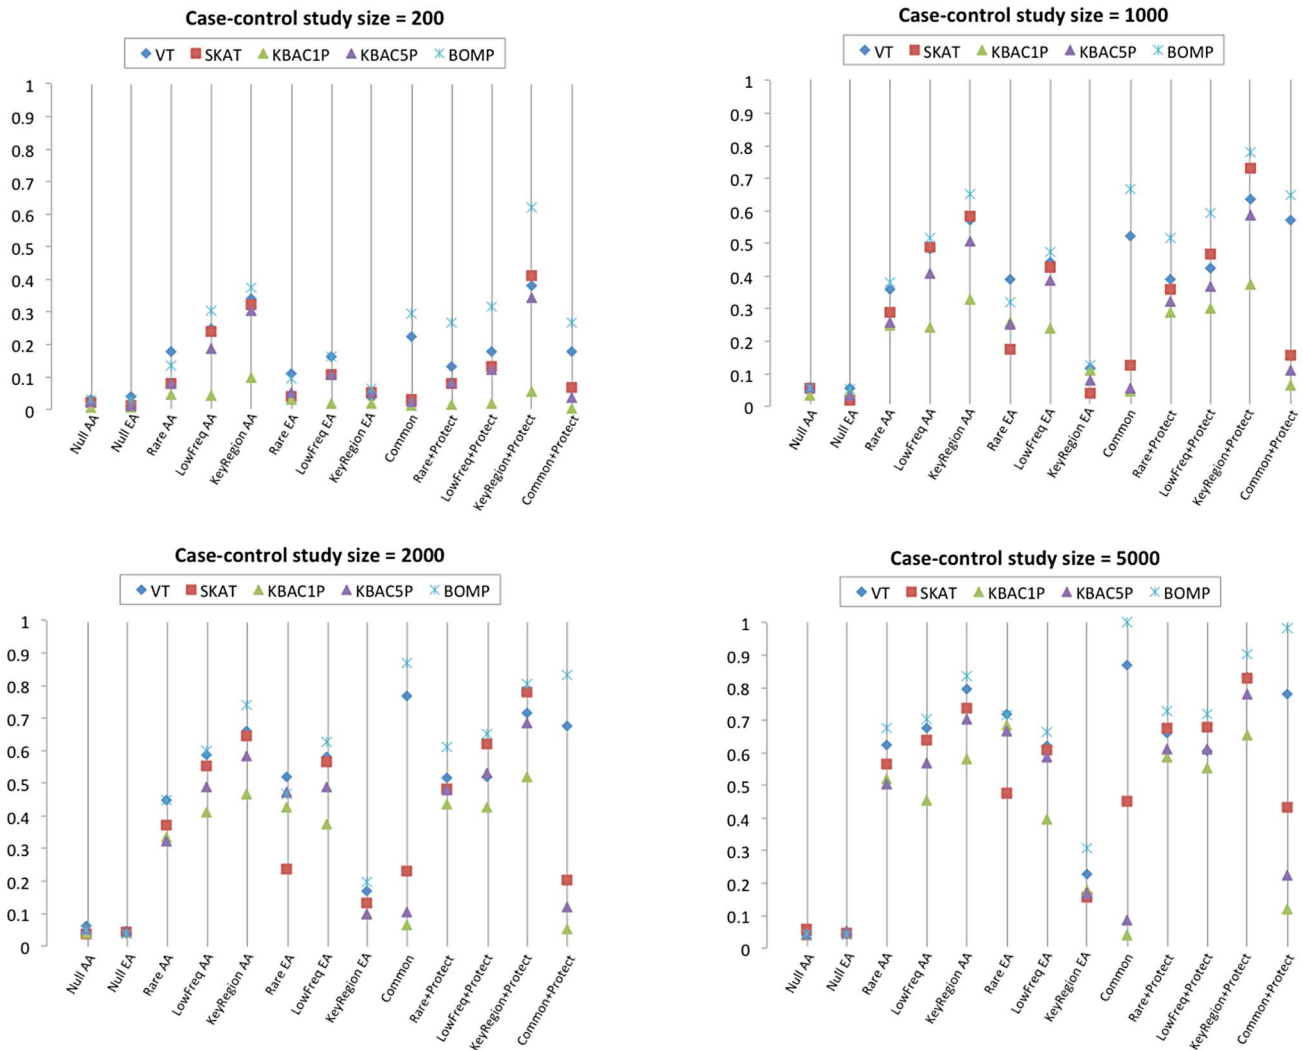 Case-control study size = 200
VT SKAT KBAC1P KBAC5P BOMP
1
0.9
0.8
0.7
0.6
0.5
0.4
0.3
0.2
0.1
0
Null AA
Null EA
Rare AA
LowFreq AA
KeyRegion AA
Rare EA
LowFreq EA
KeyRegion EA
Common
Rare+Protect
LowFreq+Protect
KeyRegion+Protect
Common+Protect
Case-control study size = 1000
VT SKAT KBAC1P KBAC5P BOMP
1
0.9
0.8
0.7
0.6
0.5
0.4
0.3
0.2
0.1
0
Null AA
Null EA
Rare AA
LowFreq AA
KeyRegion AA
Rare EA
LowFreq EA
KeyRegion EA
Common
Rare+Protect
LowFreq+Protect
KeyRegion+Protect
Common+Protect
Case-control study size = 2000
VT SKAT KBAC1P KBAC5P BOMP
1
0.9
0.8
0.7
0.6
0.5
0.4
0.3
0.2
0.1
0
Null AA
Null EA
Rare AA
LowFreq AA
KeyRegion AA
Rare EA
LowFreq EA
KeyRegion EA
Common
Rare+Protect
LowFreq+Protect
KeyRegion+Protect
Common+Protect
Case-control study size = 5000
VT SKAT KBAC1P KBAC5P BOMP
1
0.9
0.8
0.7
0.6
0.5
0.4
0.3
0.2
0.1
0
Null AA
Null EA
Rare AA
LowFreq AA
KeyRegion AA
Rare EA
LowFreq EA
KeyRegion EA
Common
Rare+Protect
LowFreq+Protect
KeyRegion+Protect
Common+Protect